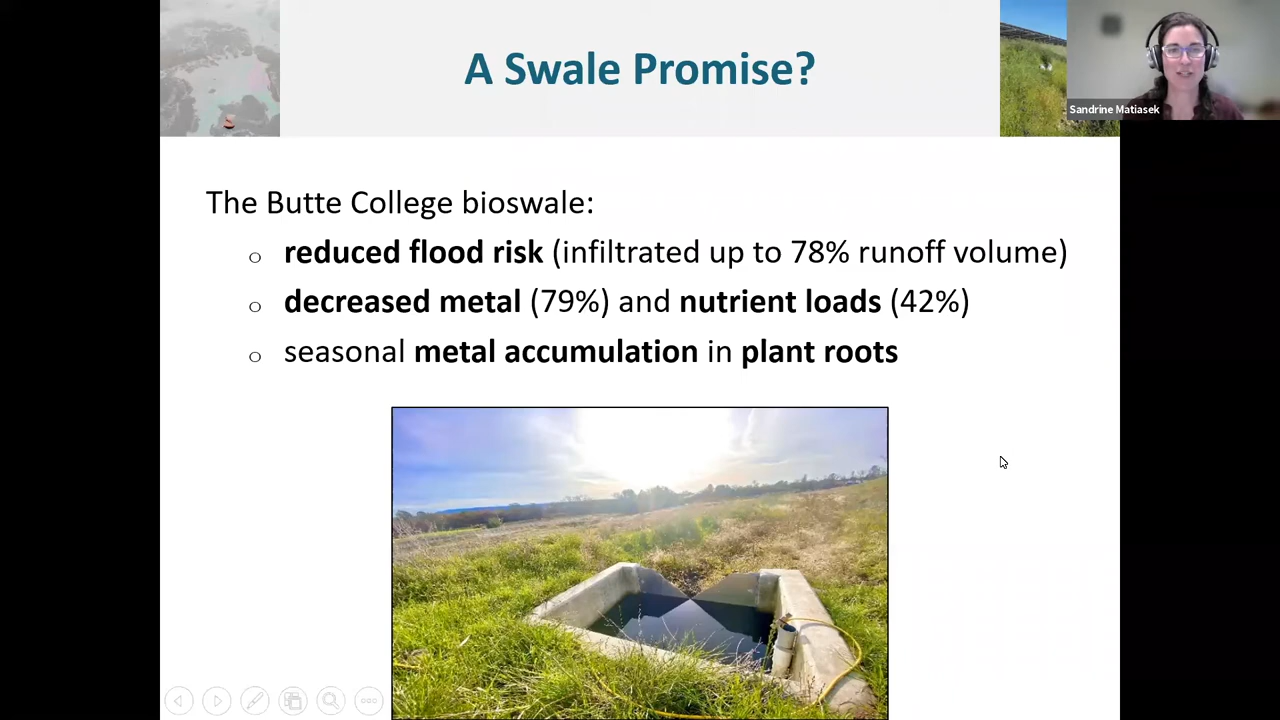 A Swale Promise?
Sandrine Matiasek
The Butte College bioswale:
○ reduced flood risk (infiltrated up to 78% runoff volume)
○ decreased metal (79%) and nutrient loads (42%)
○ seasonal metal accumulation in plant roots